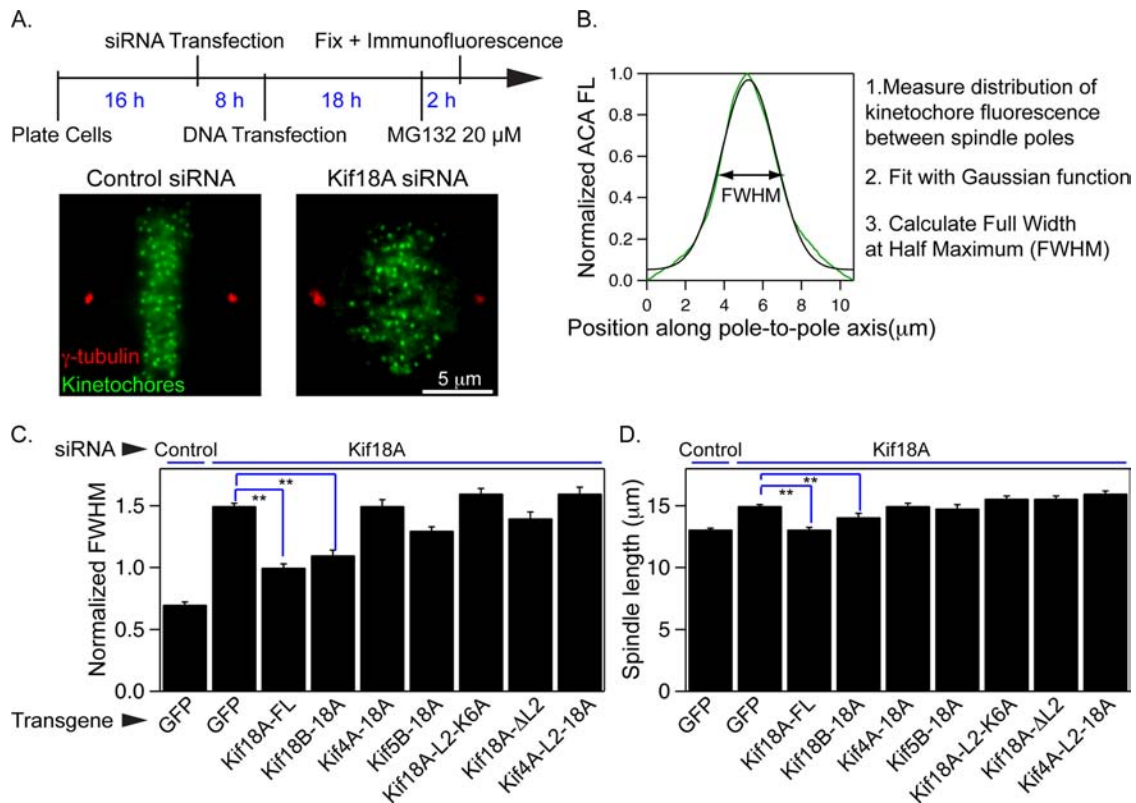 A.
siRNA Transfection
Fix + Immunofluorescence
16 h
8 h
18 h
2 h
Plate Cells
DNA Transfection
MG132 20 μM
Control siRNA
Kif18A siRNA
γ-tubulin
Kinetochores
5 μm
B.
Normalized ACA FL
1.0
0.8
0.6
0.4
0.2
0.0
FWHM
0
2
4
6
8
10
Position along pole-to-pole axis(μm)
1.Measure distribution of
kinetochore fluorescence
between spindle poles
2. Fit with Gaussian function
3. Calculate Full Width
at Half Maximum (FWHM)
C.
siRNA
Control
Kif18A
Normalized FWHM
1.5
1.0
0.5
0.0
**
**
Transgene
GFP
GFP
Kif18A-FL
Kif18B-18A
Kif4A-18A
Kif5B-18A
Kif18A-L2-K6A
Kif18A-ΔL2
Kif4A-L2-18A
D.
Control
Kif18A
Spindle length (μm)
15
10
5
0
**
**
GFP
GFP
Kif18A-FL
Kif18B-18A
Kif4A-18A
Kif5B-18A
Kif18A-L2-K6A
Kif18A-ΔL2
Kif4A-L2-18A